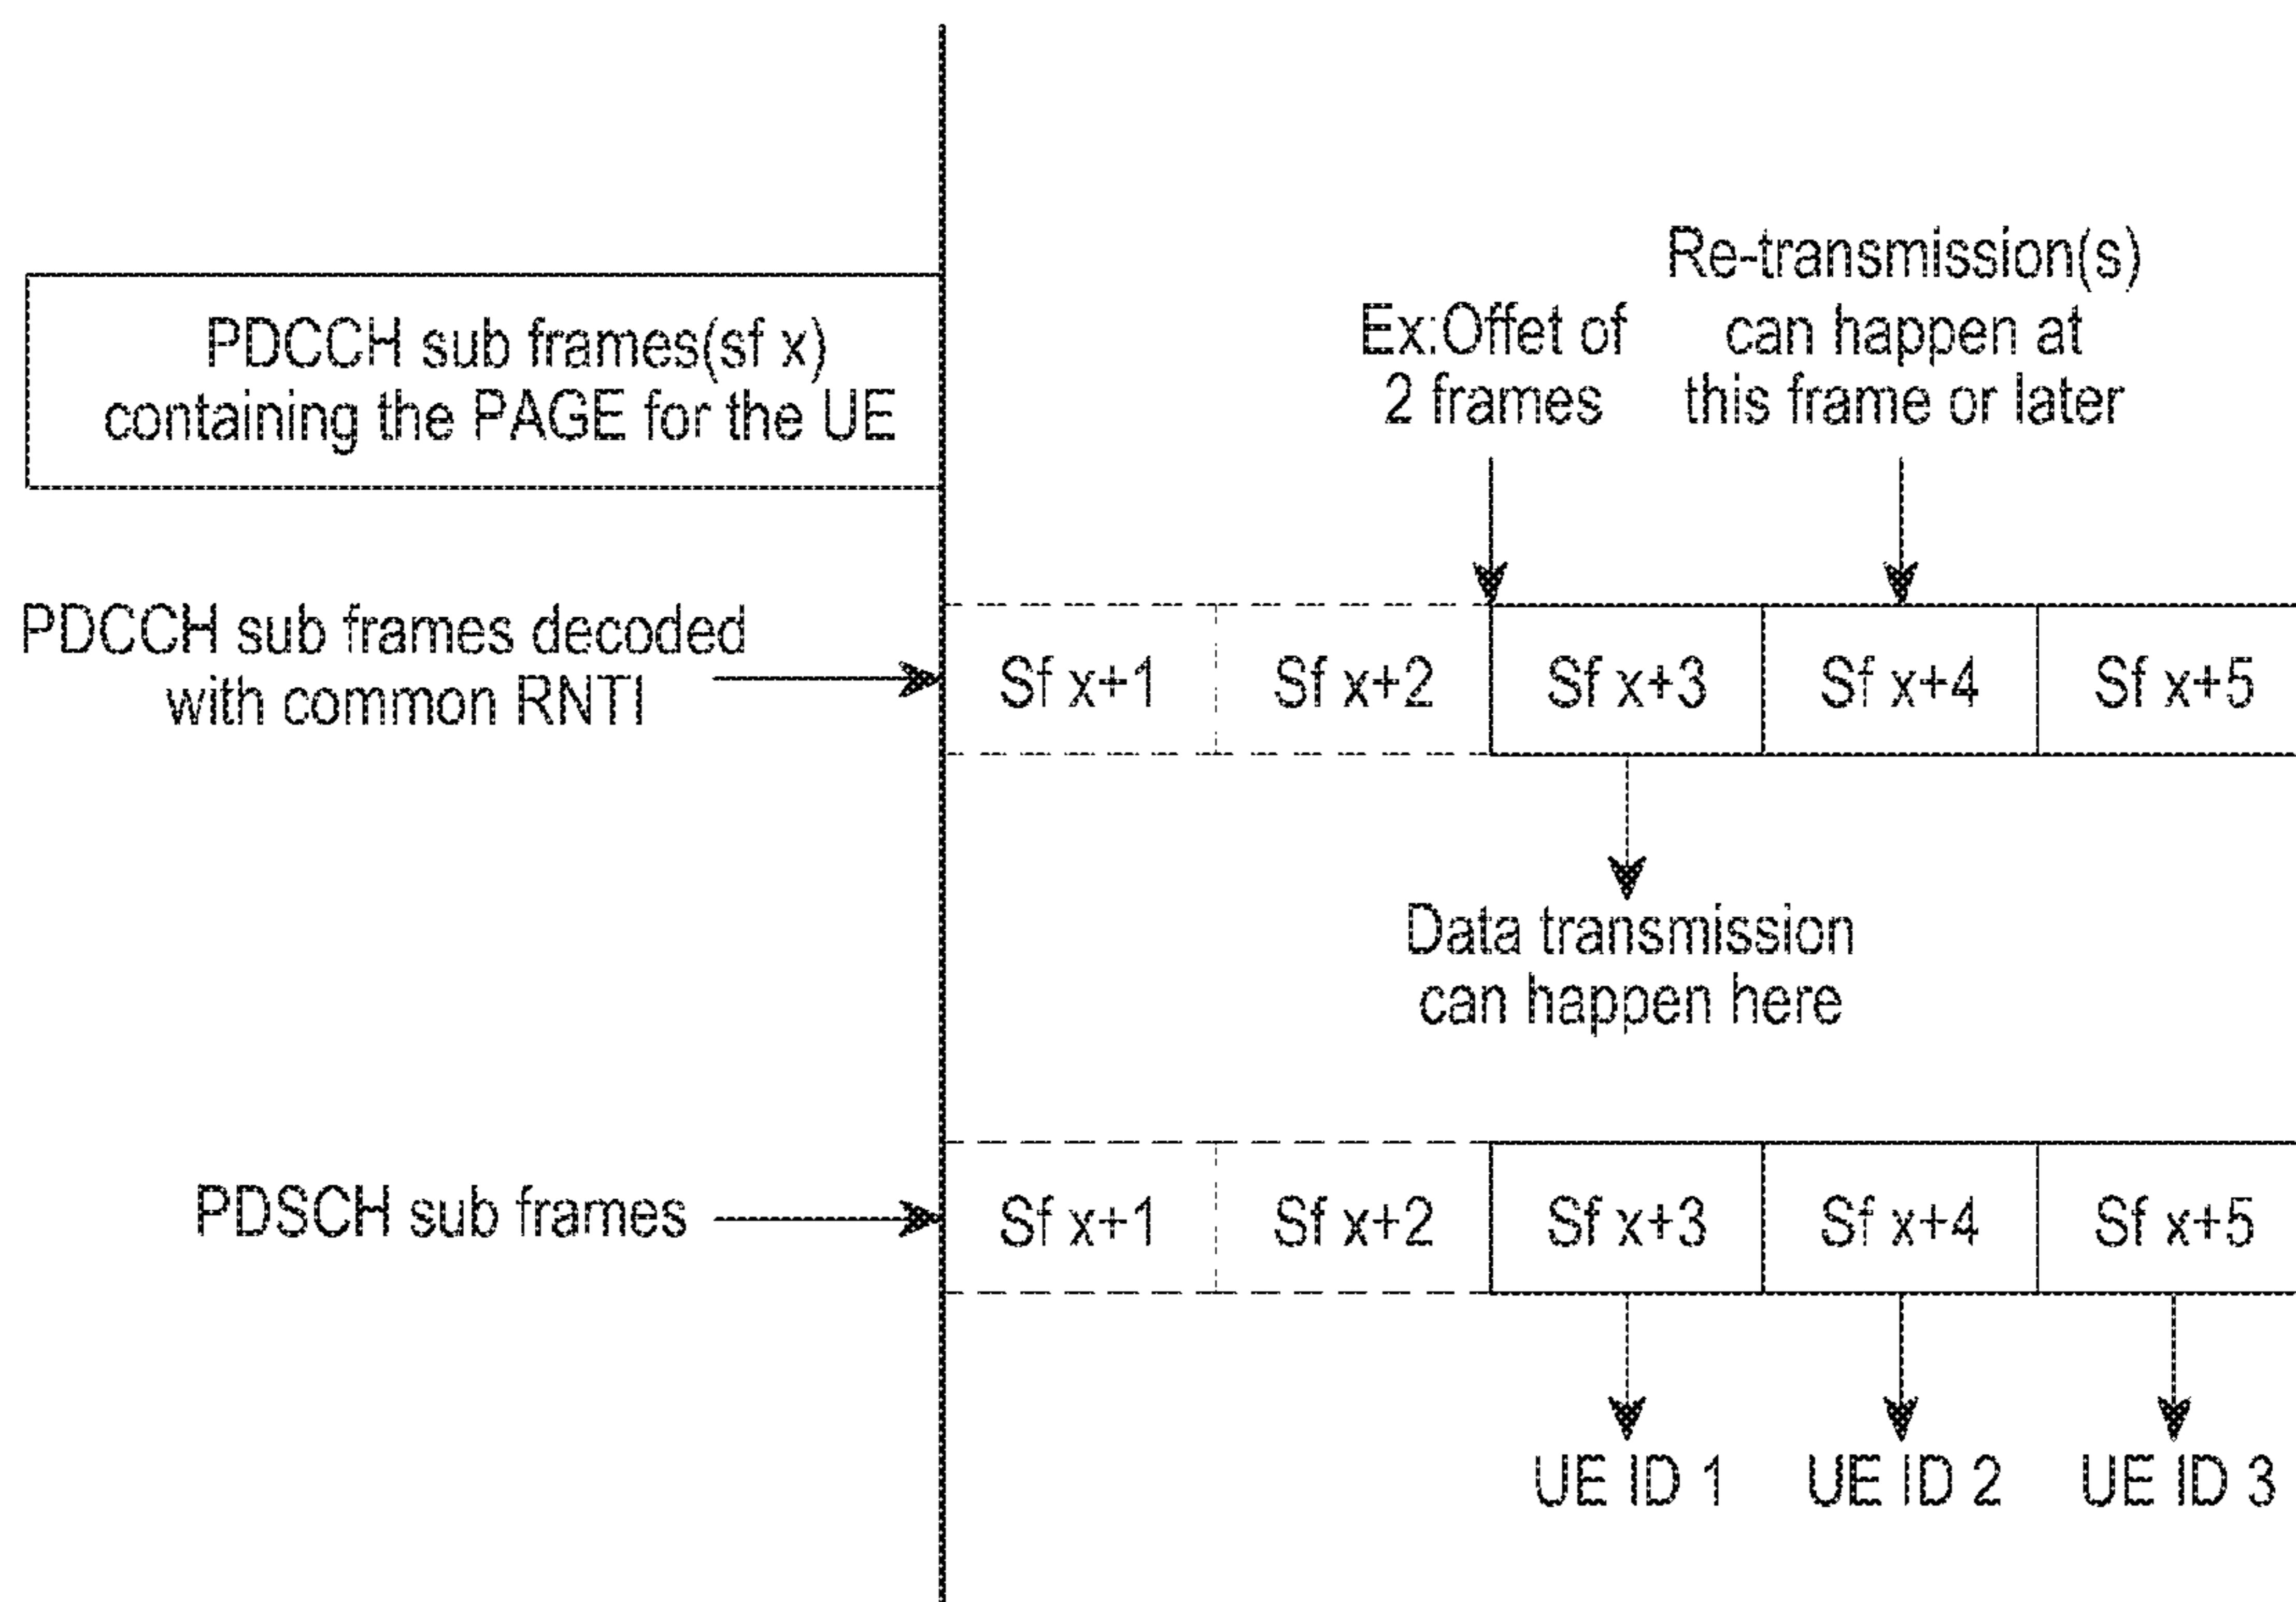 Re-transmission(s)
can happen at
this frame or later
Ex:Offet of
2 frames
PDCCH sub frames(sf x)
containing the PAGE for the UE
PDCCH sub frames decoded
with common RNTI
Sf x+1 Sf x+2 Sf x+3 Sf x+4 Sf x+5
Data transmission
can happen here
PDSCH sub frames
Sf x+1 Sf x+2 Sf x+3 Sf x+4 Sf x+5
UE ID 1 UE ID 2 UE ID 3